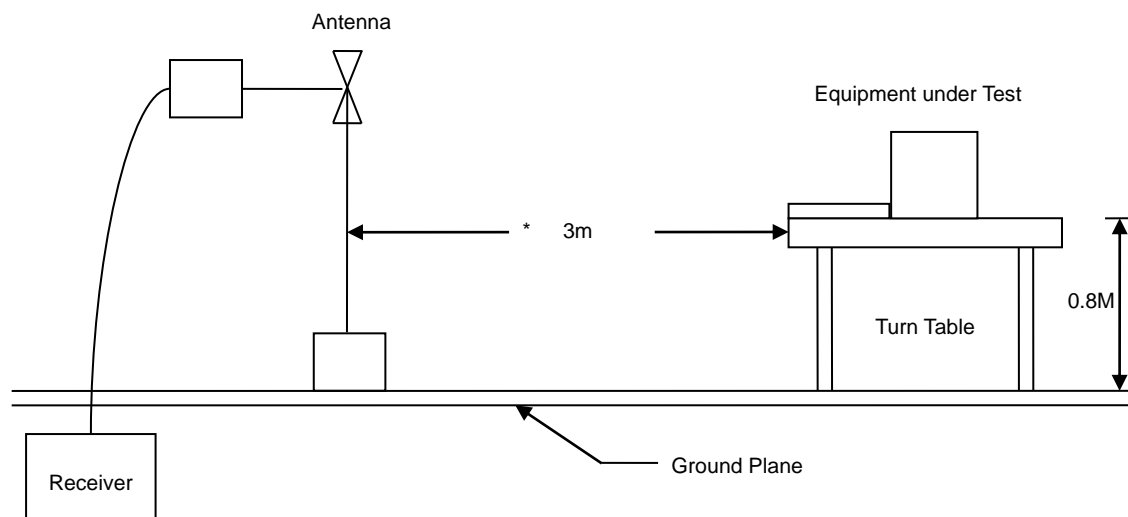 Antenna
Equipment under Test
* 3m
0.8M
Turn Table
Ground Plane
Receiver